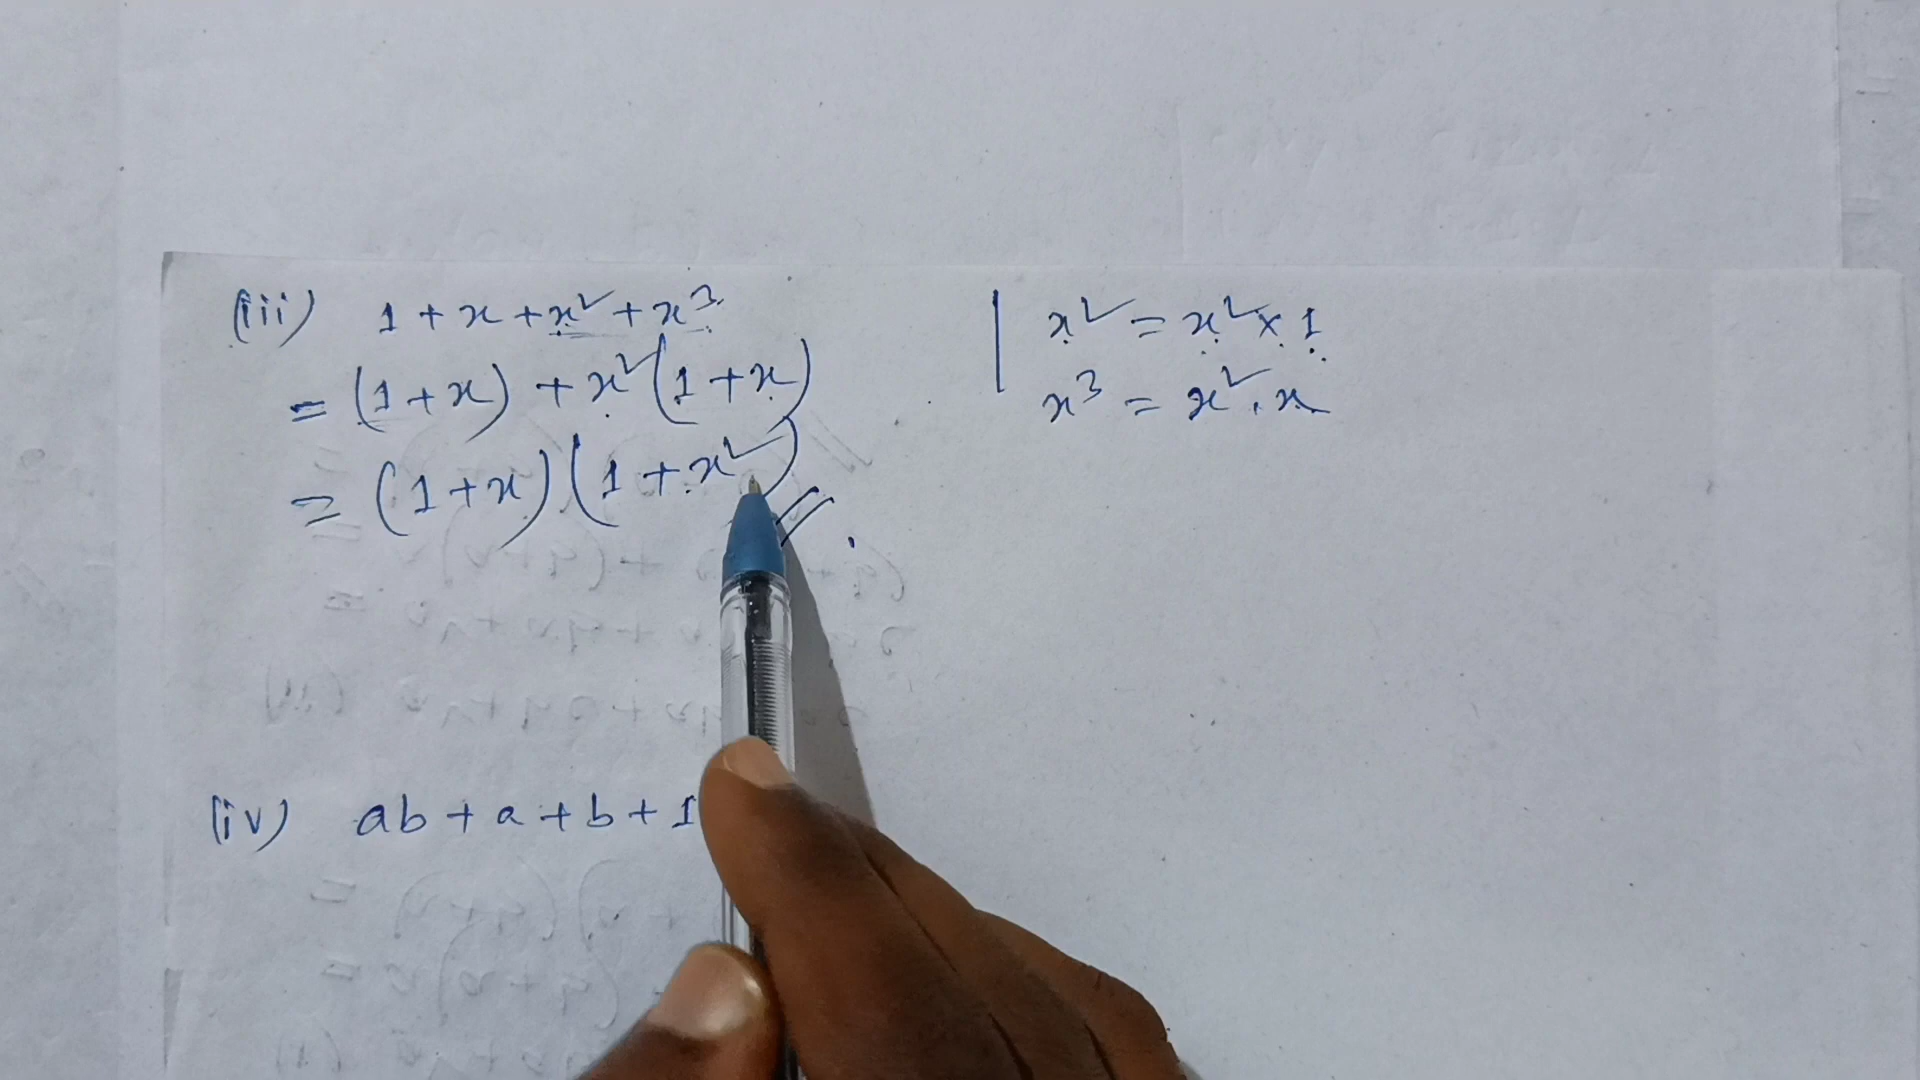 (iii) 1 + x + x² + x³
= (1 + x) + x² (1 + x)
= (1 + x) (1 + x²) //.
| x² = x² × 1
x³ = x² . x
(iv) ab + a + b + 1